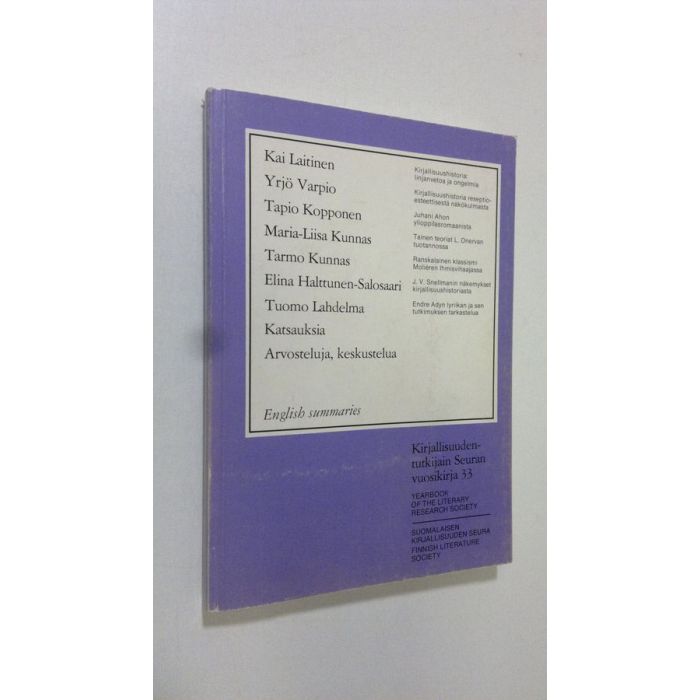 Kai Laitinen
Yrjö Varpio
Tapio Kopponen
Maria-Liisa Kunnas
Tarmo Kunnas
Elina Halttunen-Salosaari
Tuomo Lahdelma
Katsauksia
Arvosteluja, keskustelua
English summaries
Kirjallisuushistoria:
linjanvetoa ja ongelmia
Kirjallisuushistoria reseptio-
esteettisestä näkökulmasta
Juhani Ahon
ylioppilasromaanista
Tainen teoriat L. Onervan
tuotannossa
Ranskalainen klassismi
Molièren Ihmisvihaajassa
J. V. Snellmanin näkemykset
kirjallisuushistoriasta
Endre Adyn lyriikan ja sen
tutkimuksen tarkastelua
Kirjallisuuden-
tutkijain Seuran
vuosikirja 33
YEARBOOK
OF THE LITERARY
RESEARCH SOCIETY
SUOMALAISEN
KIRJALLISUUDEN SEURA
FINNISH LITERATURE
SOCIETY